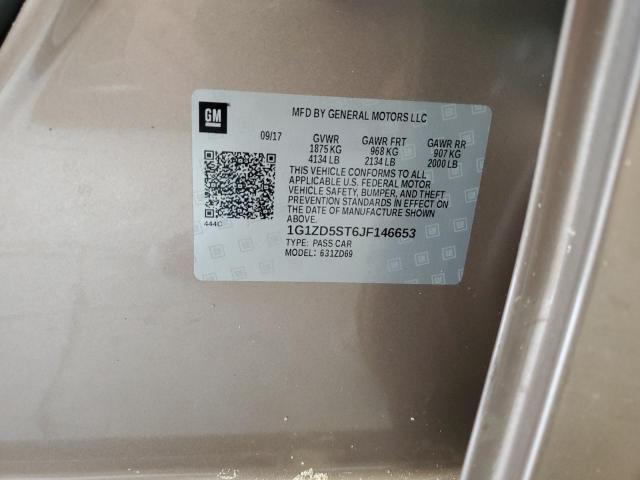 GM
MFD BY GENERAL MOTORS LLC
09/17 GVWR GAWR FRT GAWR RR
1875 KG 968 KG 907 KG
4134 LB 2134 LB 2000 LB
THIS VEHICLE CONFORMS TO ALL
APPLICABLE U.S. FEDERAL MOTOR
VEHICLE SAFETY, BUMPER, AND THEFT
PREVENTION STANDARDS IN EFFECT ON
THE DATE OF MANUFACTURE SHOWN
ABOVE.
444C
1G1ZD5ST6JF146653
TYPE: PASS CAR
MODEL: 631ZD69